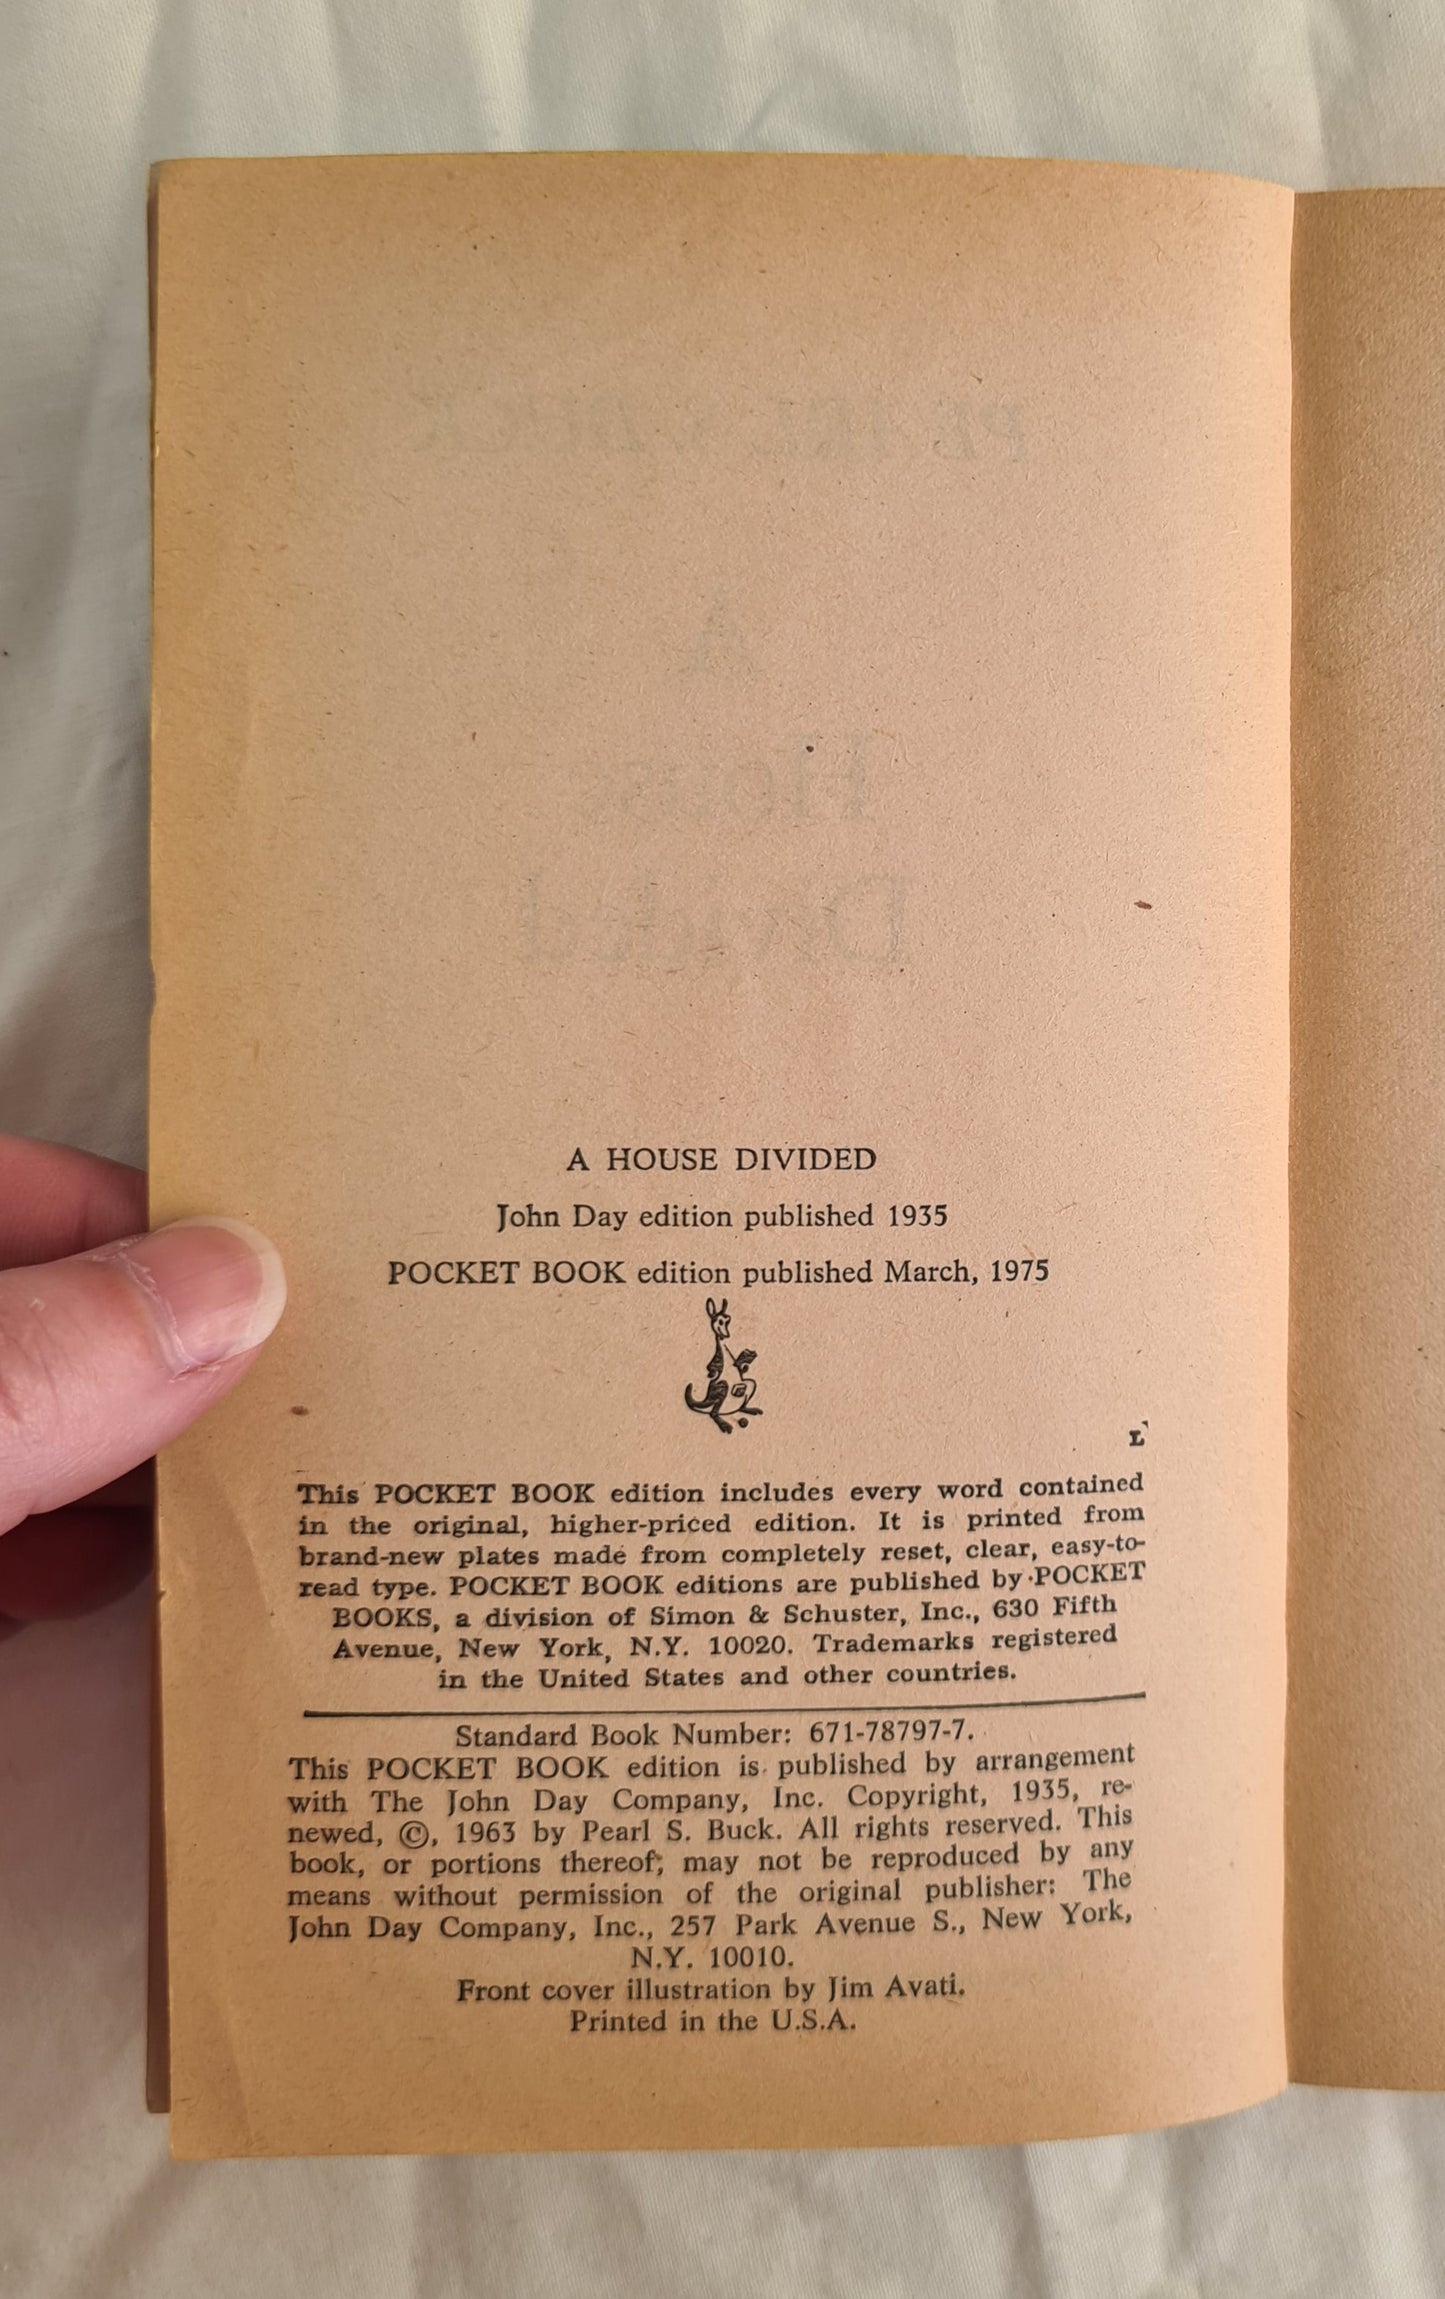 A HOUSE DIVIDED
John Day edition published 1935
POCKET BOOK edition published March, 1975
L
This POCKET BOOK edition includes every word contained
in the original, higher-priced edition. It is printed from
brand-new plates made from completely reset, clear, easy-to-
read type. POCKET BOOK editions are published by POCKET
BOOKS, a division of Simon & Schuster, Inc., 630 Fifth
Avenue, New York, N.Y. 10020. Trademarks registered
in the United States and other countries.
Standard Book Number: 671-78797-7.
This POCKET BOOK edition is published by arrangement
with The John Day Company, Inc. Copyright, 1935, re-
newed, ©, 1963 by Pearl S. Buck. All rights reserved. This
book, or portions thereof, may not be reproduced by any
means without permission of the original publisher: The
John Day Company, Inc., 257 Park Avenue S., New York,
N.Y. 10010.
Front cover illustration by Jim Avati.
Printed in the U.S.A.